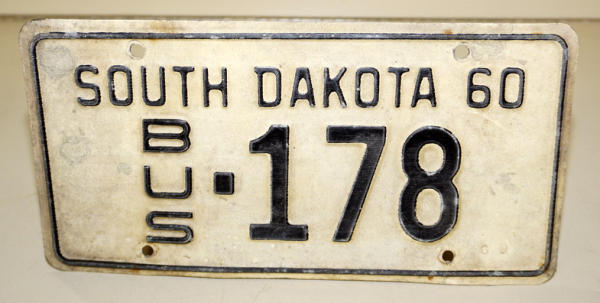 SOUTH DAKOTA 60
BUS ·178